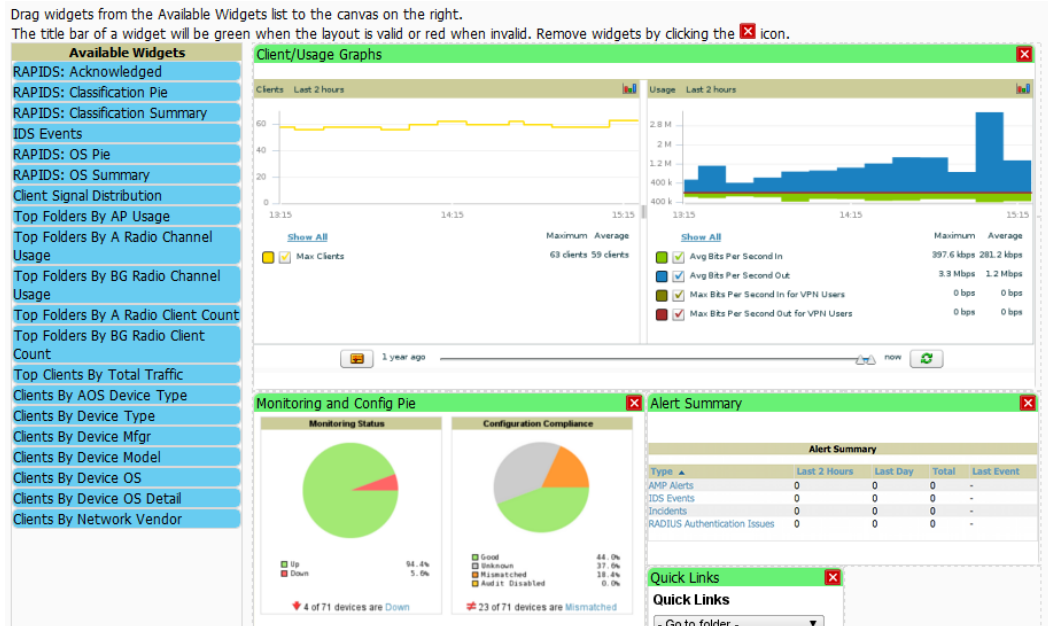 Drag widgets from the Available Widgets list to the canvas on the right.
The title bar of a widget will be green when the layout is valid or red when invalid. Remove widgets by clicking the icon.
Available Widgets
RAPIDS: Acknowledged
RAPIDS: Classification Pie
RAPIDS: Classification Summary
IDS Events
RAPIDS: OS Pie
RAPIDS: OS Summary
Client Signal Distribution
Top Folders By AP Usage
Top Folders By A Radio Channel
Usage
Top Folders By BG Radio Channel
Usage
Top Folders By A Radio Client Count
Top Folders By BG Radio Client
Count
Top Clients By Total Traffic
Clients By AOS Device Type
Clients By Device Type
Clients By Device Mfgr
Clients By Device Model
Clients By Device OS
Clients By Device OS Detail
Clients By Network Vendor
Client/Usage Graphs
Clients Last 2 hours
60
40
20
0
13:15 14:15 15:15
Show All Maximum Average
Max Clients 63 clients 59 clients
Usage Last 2 hours
2.8 M
2 M
1.2 M
400 k
400 k
13:15 14:15 15:15
Show All Maximum Average
Avg Bits Per Second In 397.6 kbps 281.2 kbps
Avg Bits Per Second Out 3.3 Mbps 1.2 Mbps
Max Bits Per Second In for VPN Users 0 bps 0 bps
Max Bits Per Second Out for VPN Users 0 bps 0 bps
1 year ago now
Monitoring and Config Pie
Monitoring Status
Up 94.4%
Down 5.6%
4 of 71 devices are Down
Configuration Compliance
Good 44.0%
Unknown 37.6%
Mismatched 18.4%
Audit Disabled 0.0%
23 of 71 devices are Mismatched
Alert Summary
Alert Summary
Type Last 2 Hours Last Day Total Last Event
AMP Alerts 0 0 0 -
IDS Events 0 0 0 -
Incidents 0 0 0 -
RADIUS Authentication Issues 0 0 0 -
Quick Links
Quick Links
- Go to folder -